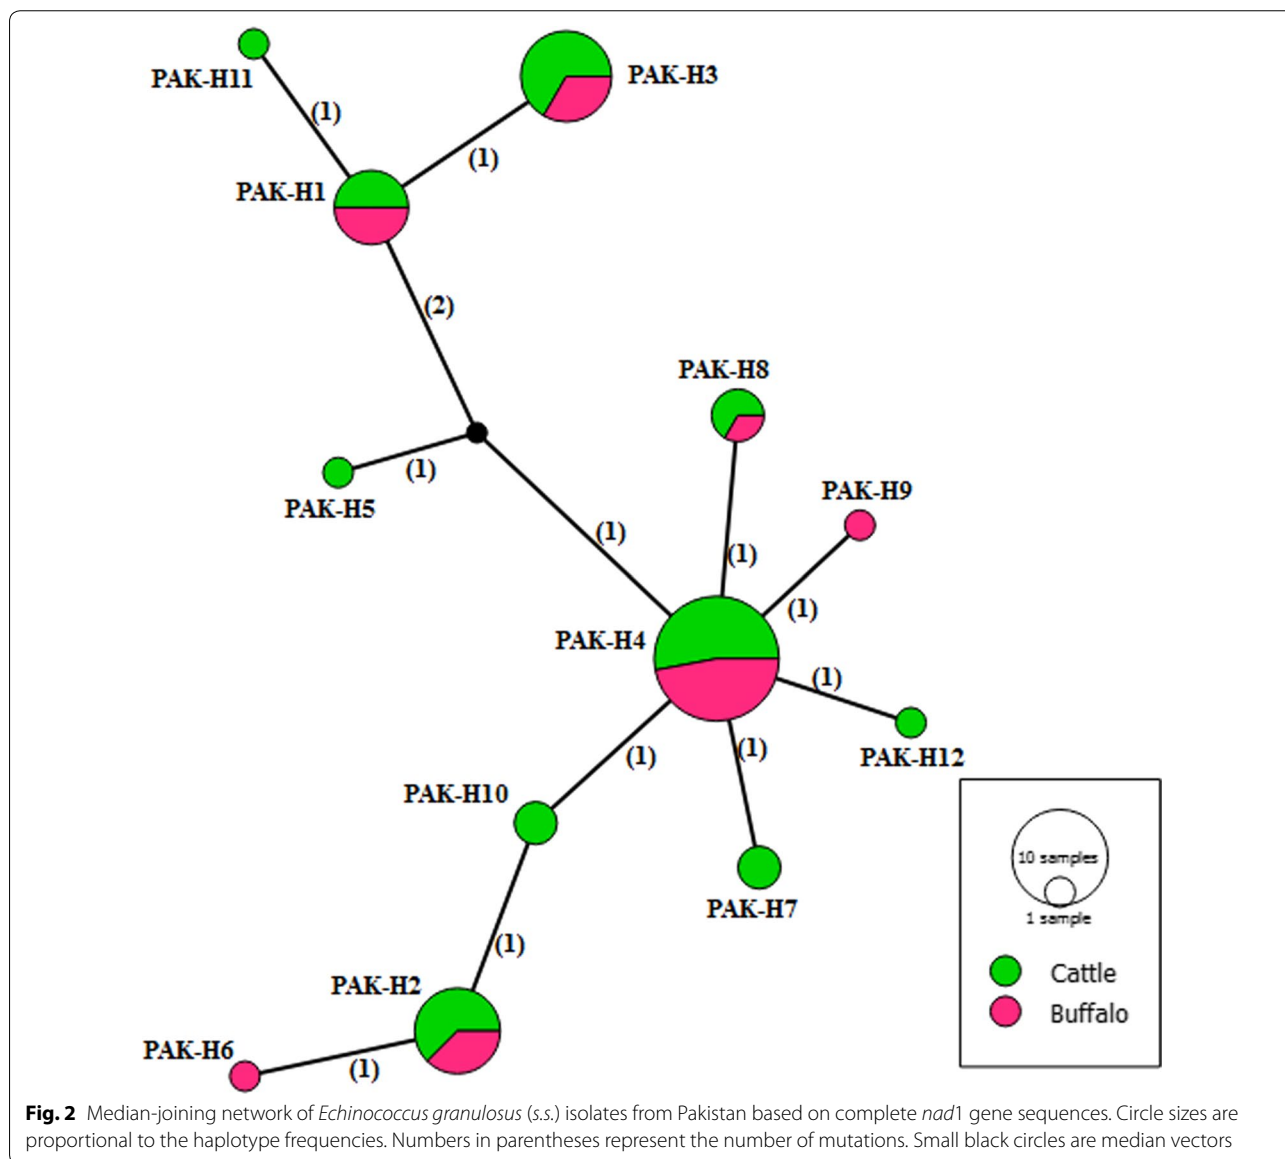 PAK-H11
PAK-H3
(1)
(1)
PAK-H1
(2)
PAK-H8
(1)
PAK-H5
PAK-H9
(1)
(1)
(1)
PAK-H4
(1)
(1)
(1)
PAK-H12
PAK-H10
10 samples
PAK-H7
1 sample
(1)
Cattle
PAK-H2
Buffalo
PAK-H6
(1)
Fig. 2 Median-joining network of Echinococcus granulosus (s.s.) isolates from Pakistan based on complete nad1 gene sequences. Circle sizes are
proportional to the haplotype frequencies. Numbers in parentheses represent the number of mutations. Small black circles are median vectors